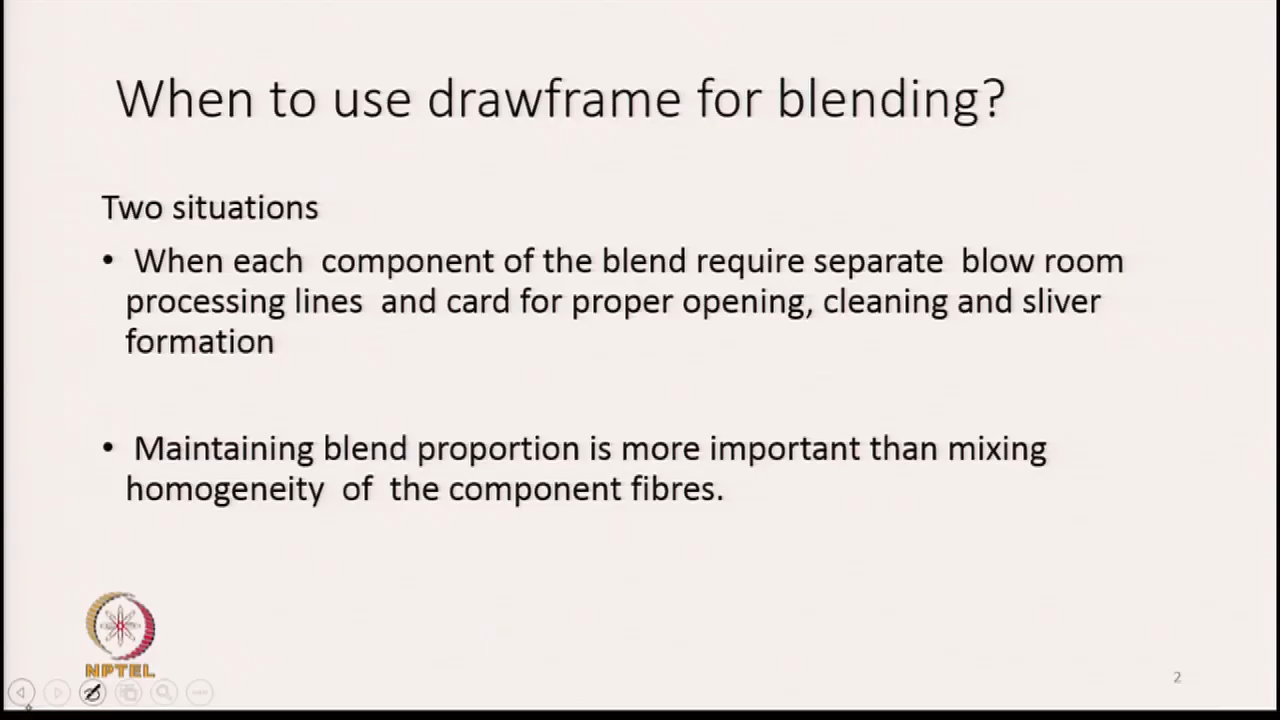 When to use drawframe for blending?
Two situations
• When each component of the blend require separate blow room
processing lines and card for proper opening, cleaning and sliver
formation
• Maintaining blend proportion is more important than mixing
homogeneity of the component fibres.
NPTEL
2